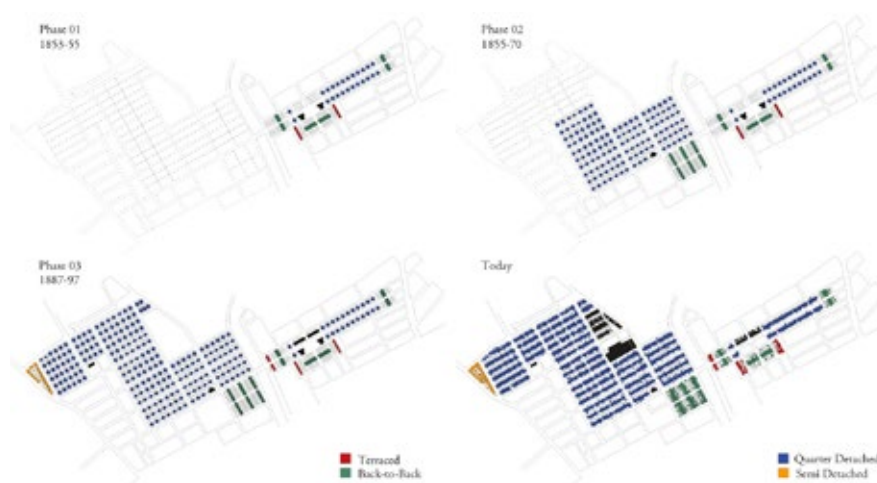 Phase 01
1853-55
Phase 02
1855-70
Phase 03
1887-97
Today
Terraced
Back-to-Back
Quarter Detached
Semi Detached